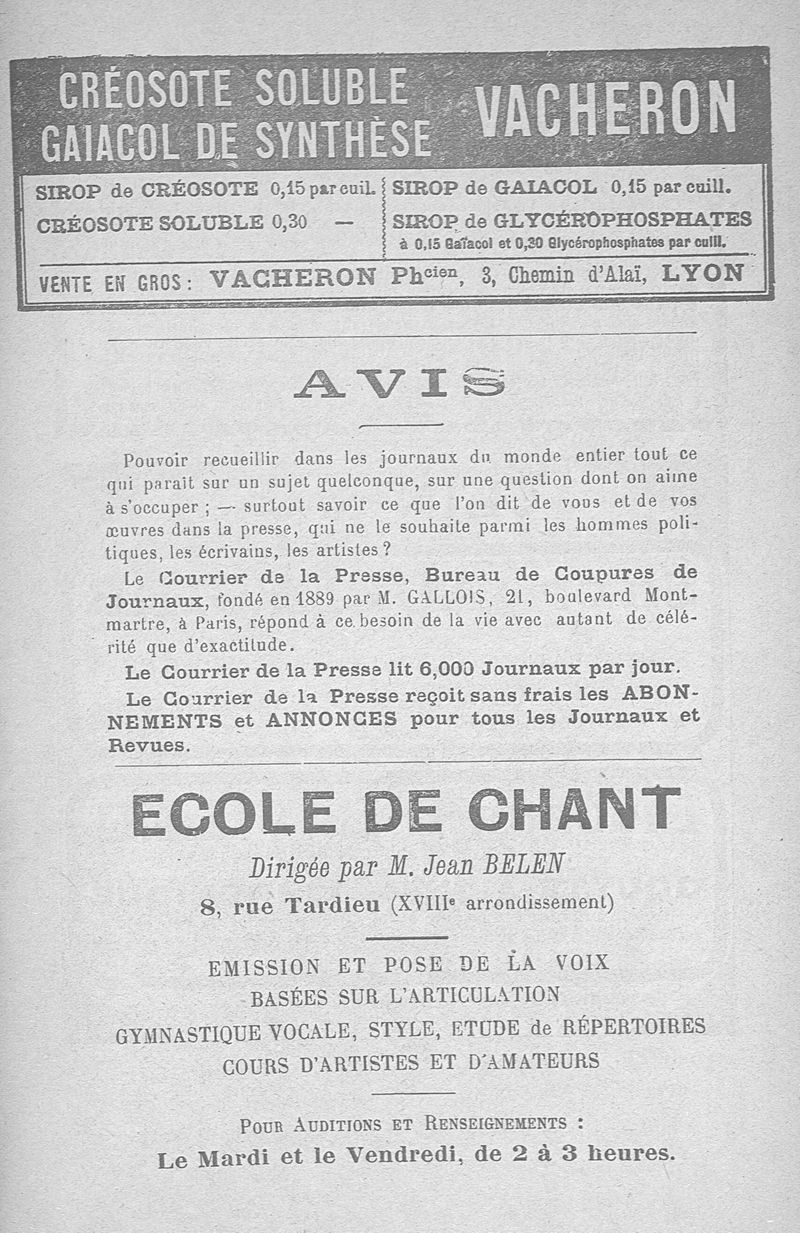 CRÉOSOTE SOLUBLE
GAIACOL DE SYNTHÈSE
VACHERON
SIROP de CRÉOSOTE 0,15 par cuil.
CRÉOSOTE SOLUBLE 0,30 —
SIROP de GAIACOL 0,15 par cuill.
SIROP de GLYCÉROPHOSPHATES
à 0,15 Gaïacol et 0,30 Glycérophosphates par cuill.
VENTE EN GROS : VACHERON Phcien, 3, Chemin d'Alaï, LYON
AVIS
Pouvoir recueillir dans les journaux du monde entier tout ce
qui parait sur un sujet quelconque, sur une question dont on aime
à s'occuper ; — surtout savoir ce que l'on dit de vous et de vos
œuvres dans la presse, qui ne le souhaite parmi les hommes poli-
tiques, les écrivains, les artistes ?
Le Courrier de la Presse, Bureau de Coupures de
Journaux, fondé en 1889 par M. GALLOIS, 21, boulevard Mont-
martre, à Paris, répond à ce besoin de la vie avec autant de célé-
rité que d'exactitude.
Le Courrier de la Presse lit 6,000 Journaux par jour.
Le Courrier de la Presse reçoit sans frais les ABON-
NEMENTS et ANNONCES pour tous les Journaux et
Revues.
ECOLE DE CHANT
Dirigée par M. Jean BELEN
8, rue Tardieu (XVIIIe arrondissement)
EMISSION ET POSE DE LA VOIX
BASÉES SUR L'ARTICULATION
GYMNASTIQUE VOCALE, STYLE, ETUDE de RÉPERTOIRES
COURS D'ARTISTES ET D'AMATEURS
POUR AUDITIONS ET RENSEIGNEMENTS :
Le Mardi et le Vendredi, de 2 à 3 heures.